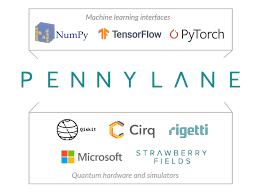 Machine learning interfaces
NumPy TensorFlow PyTorch
PENNYLANE
Qiskit Cirq rigetti
Microsoft STRAWBERRY
FIELDS
Quantum hardware and simulators